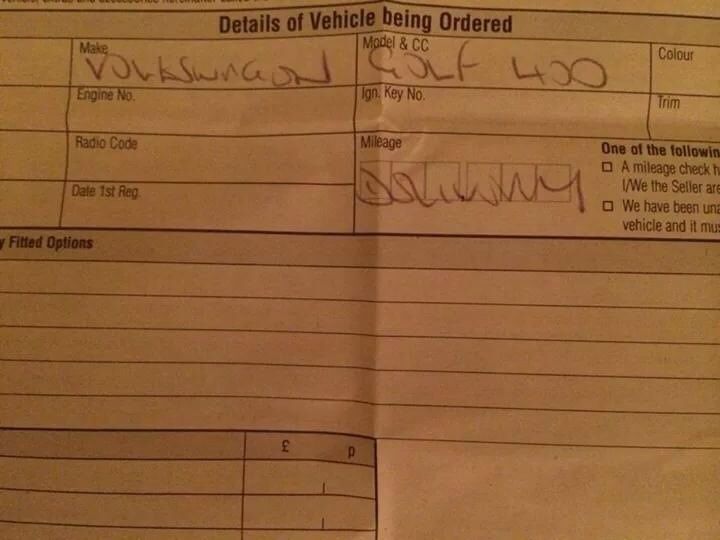 Details of Vehicle being Ordered
Make
Model & CC
Colour
VOLKSWAGON
GOLF 400
Engine No.
Ign. Key No.
Trim
Radio Code
Mileage
One of the followin
A mileage check h
I/We the Seller are
Date 1st Reg.
We have been una
vehicle and it mus
y Fitted Options
£ p